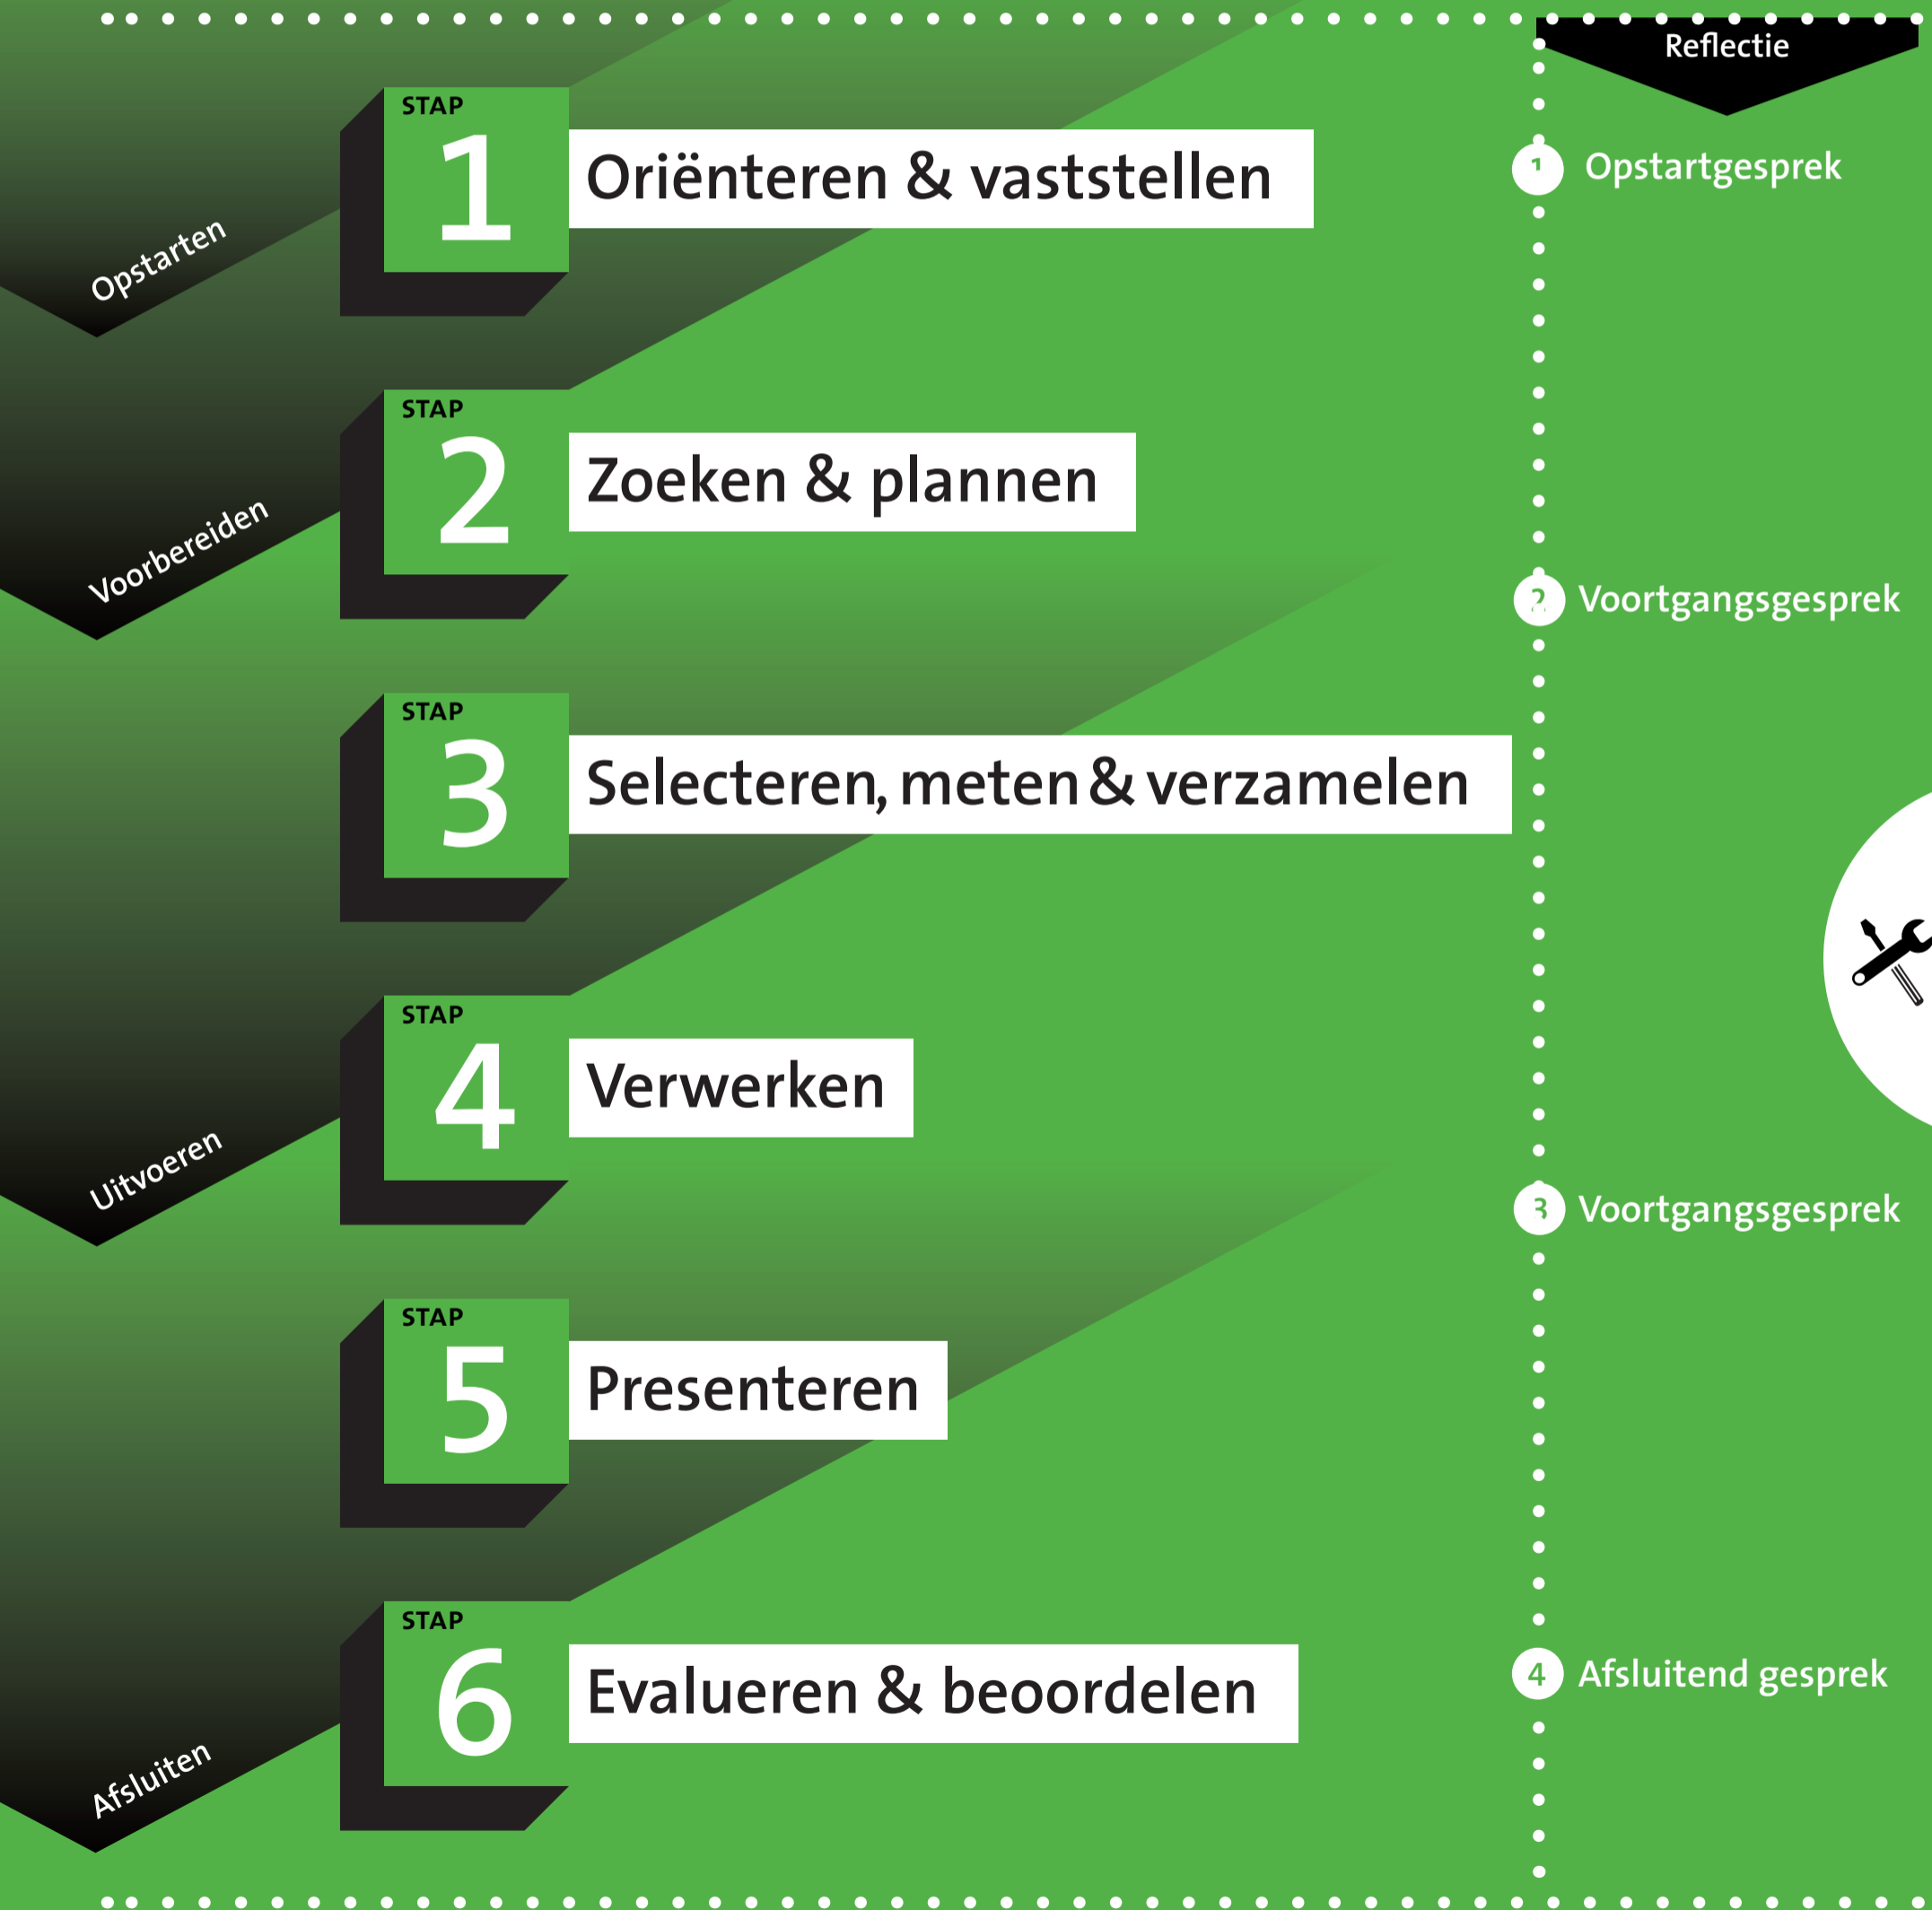 Reflectie
STAP
1
Oriënteren & vaststellen
1 Opstartgesprek
Opstarten
STAP
2
Zoeken & plannen
Voorbereiden
2 Voortgangsgesprek
STAP
3
Selecteren, meten & verzamelen
STAP
4
Verwerken
Uitvoeren
3 Voortgangsgesprek
STAP
5
Presenteren
STAP
6
Evalueren & beoordelen
4 Afsluitend gesprek
Afsluiten